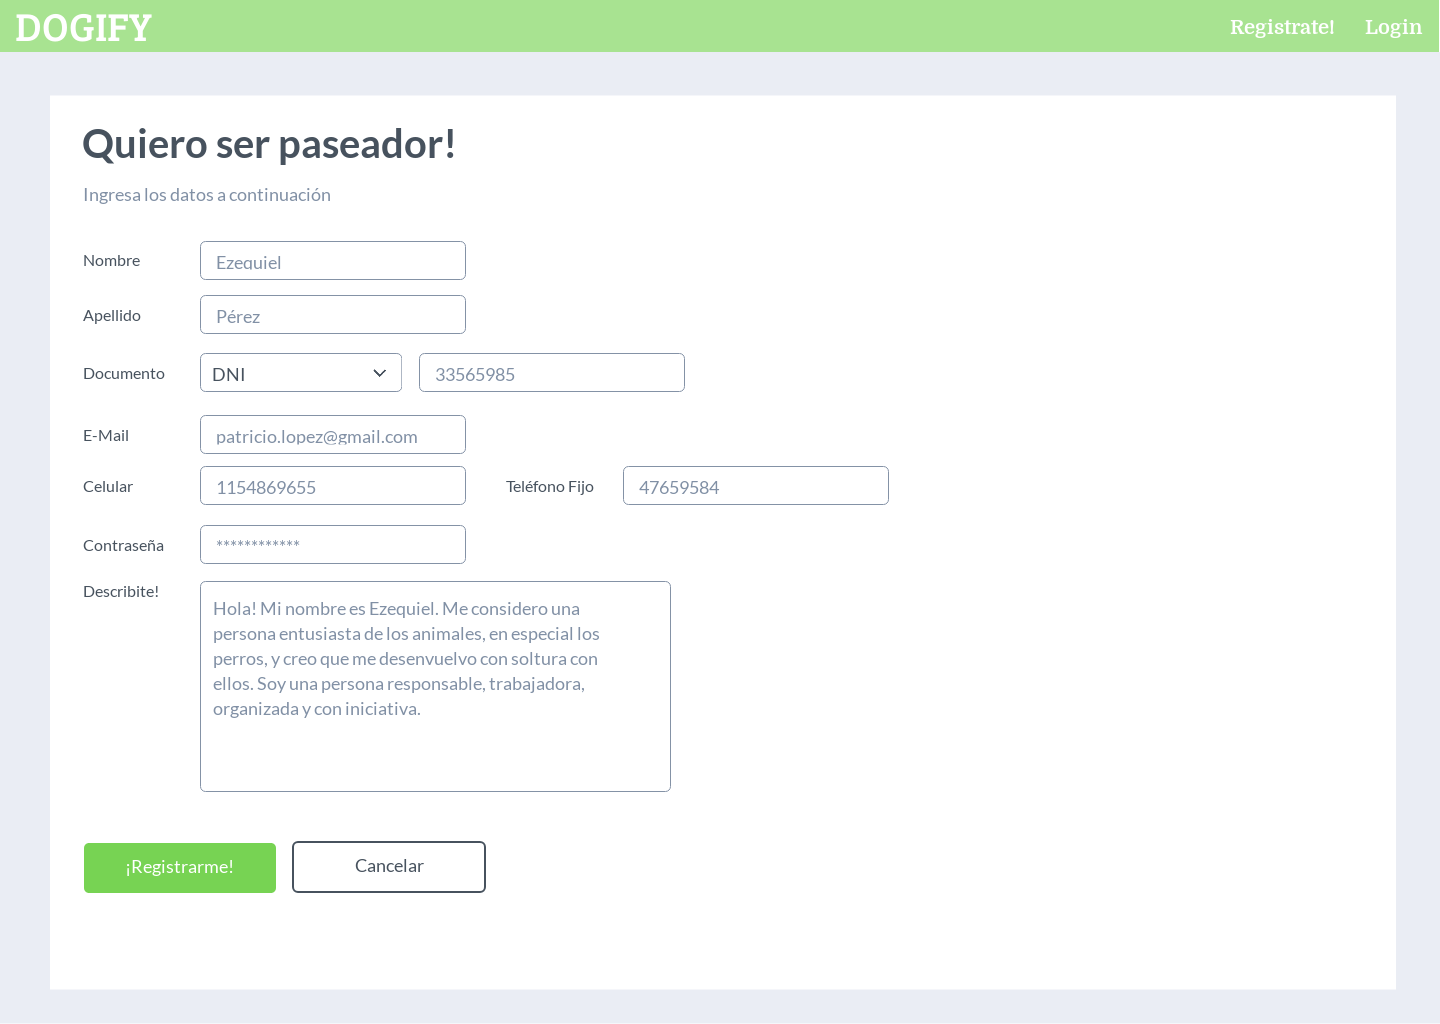 DOGIFY
Registrate! Login
Quiero ser paseador!
Ingresa los datos a continuación
Nombre Ezequiel
Apellido Pérez
Documento DNI 33565985
E-Mail patricio.lopez@gmail.com
Celular 1154869655 Teléfono Fijo 47659584
Contraseña ************
Describite!
Hola! Mi nombre es Ezequiel. Me considero una
persona entusiasta de los animales, en especial los
perros, y creo que me desenvuelvo con soltura con
ellos. Soy una persona responsable, trabajadora,
organizada y con iniciativa.
¡Registrarme! Cancelar